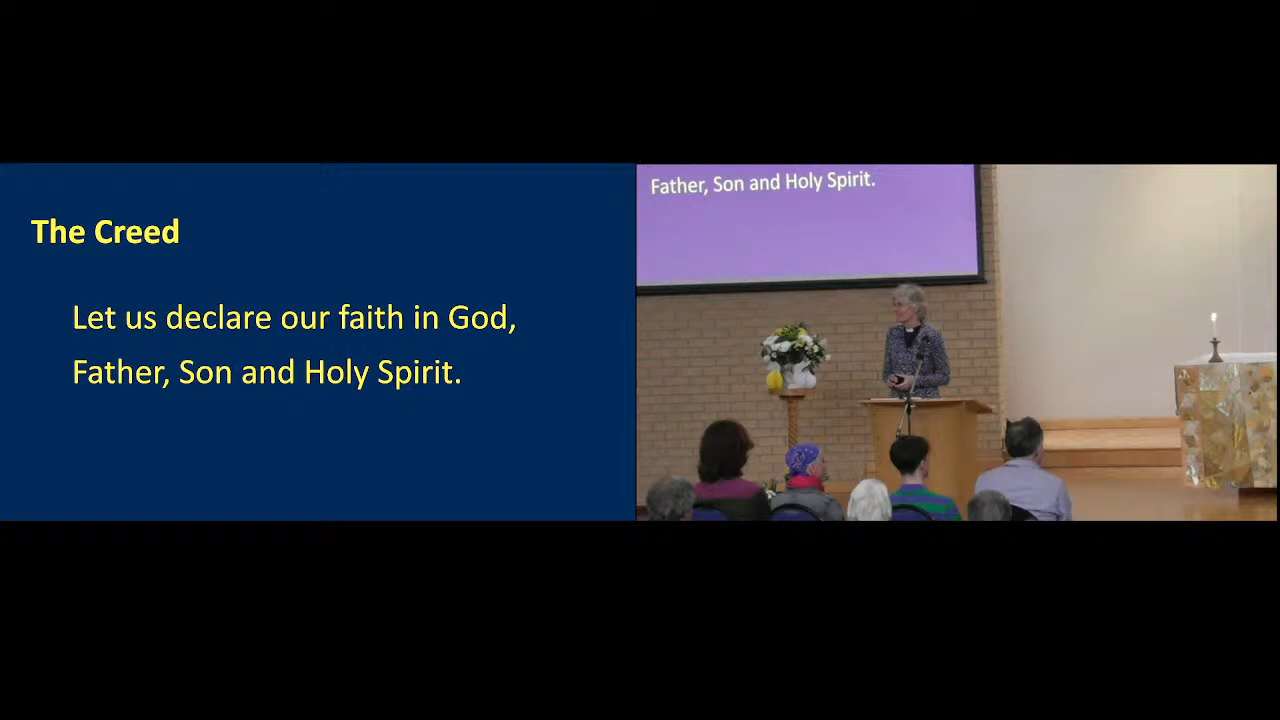 The Creed
Let us declare our faith in God,
Father, Son and Holy Spirit.
Father, Son and Holy Spirit.